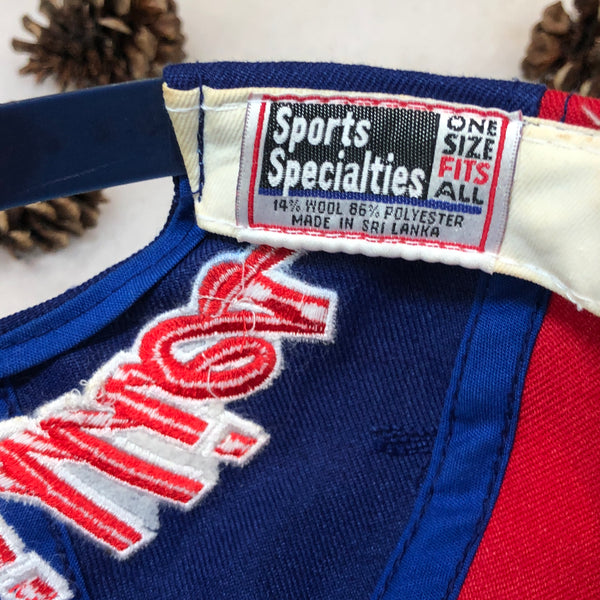 Sports
Specialties
ONE
SIZE
FITS
ALL
14% WOOL 86% POLYESTER
MADE IN SRI LANKA